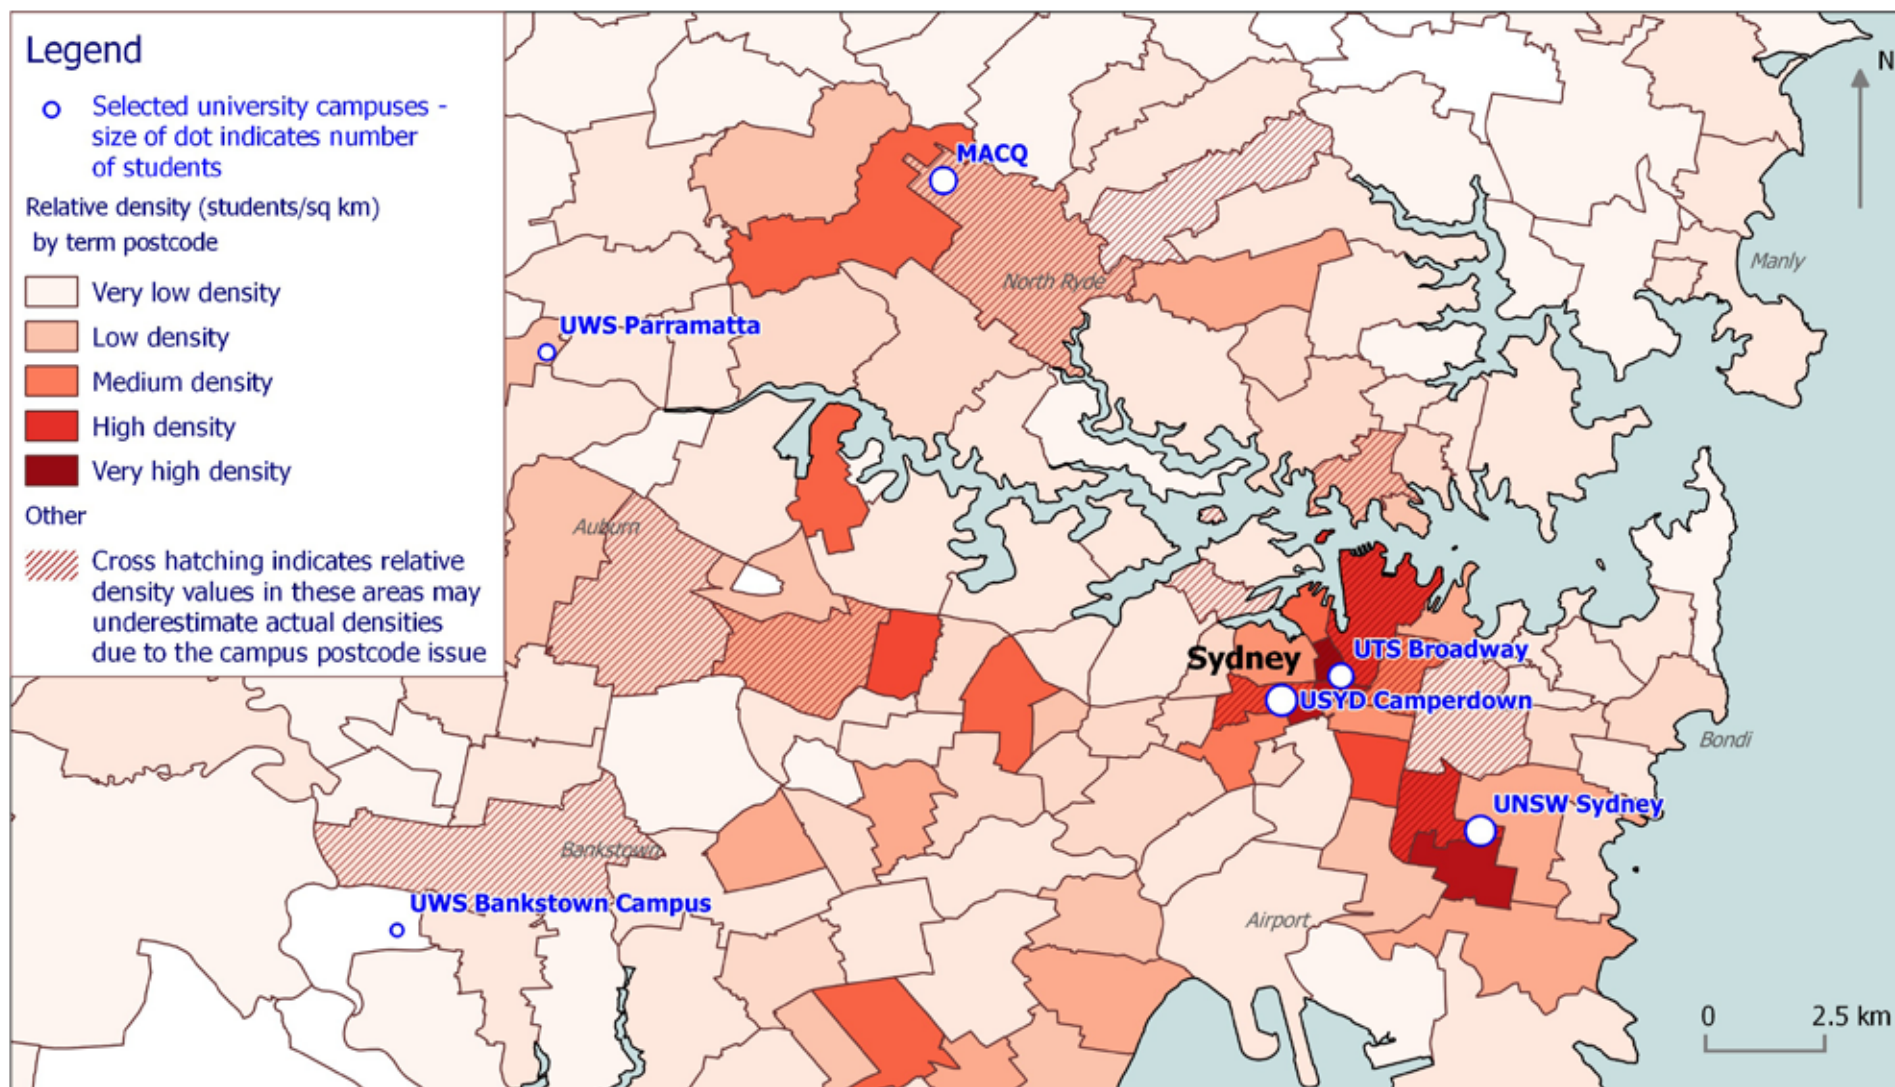 Legend
Selected university campuses -
size of dot indicates number
of students
Relative density (students/sq km)
by term postcode
Very low density
Low density
Medium density
High density
Very high density
Other
Cross hatching indicates relative
density values in these areas may
underestimate actual densities
due to the campus postcode issue
N
MACQ
Manly
North Ryde
UWS Parramatta
Auburn
UTS Broadway
Sydney
USYD Camperdown
Bondi
UNSW Sydney
Bankstown
UWS Bankstown Campus
Airport
0 2.5 km